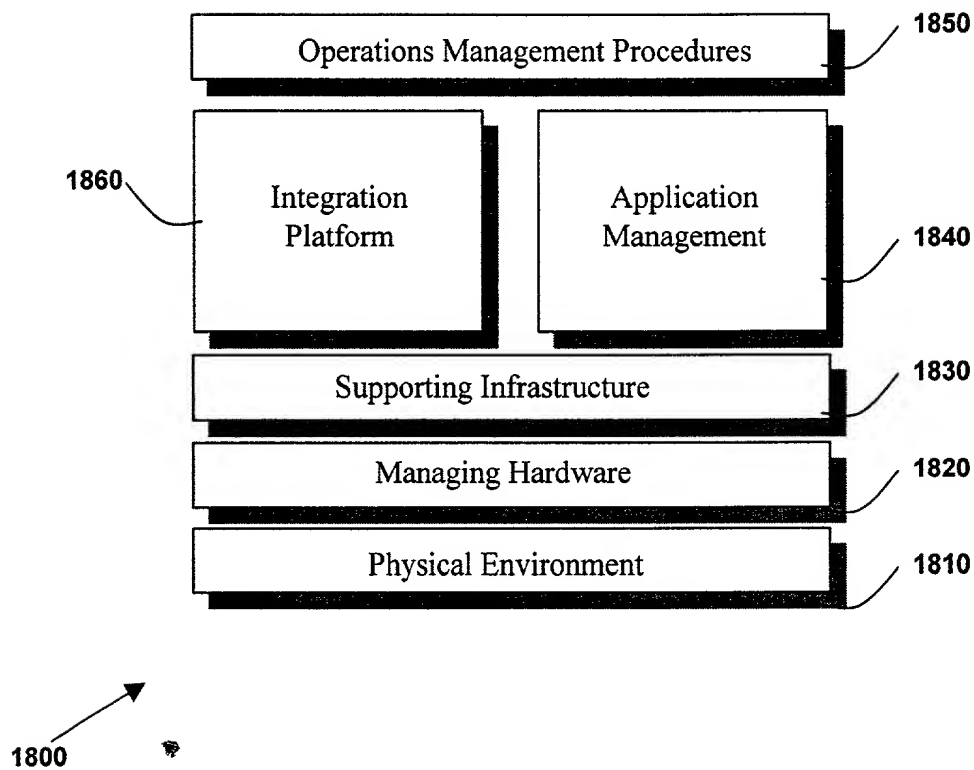 1850
Operations Management Procedures
1860
Integration
Platform
Application
Management
1840
Supporting Infrastructure
1830
Managing Hardware
1820
Physical Environment
1810
1800